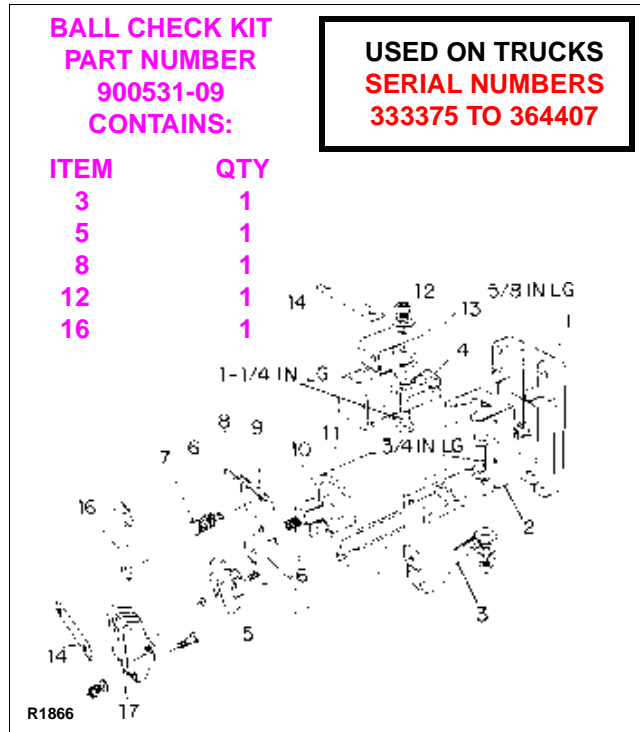 BALL CHECK KIT
PART NUMBER
900531-09
CONTAINS:
USED ON TRUCKS
SERIAL NUMBERS
333375 TO 364407
ITEM QTY
3 1
5 1
8 1
12 1
16 1
14 12 13 5/8 IN LG 1
4
1-1/4 IN LG
8 9 10 11 3/4 IN LG
7 6
16
2
6
3
5
14
17
R1866